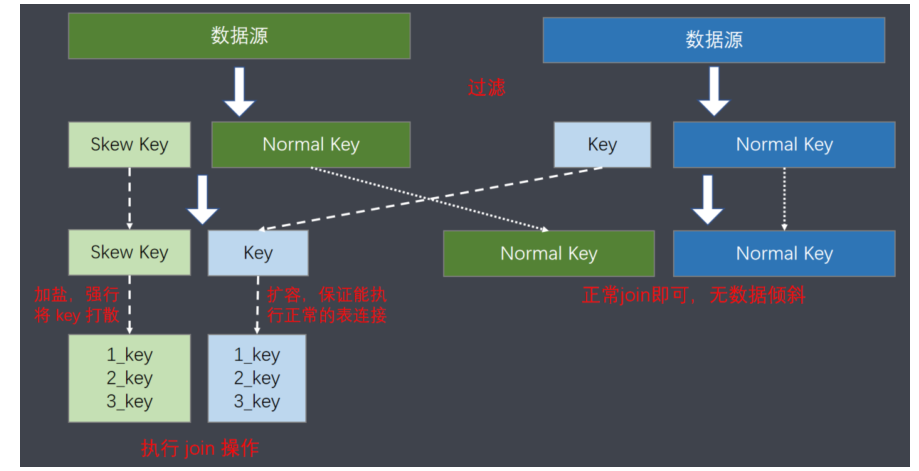 数据源
数据源
过滤
Skew Key
Normal Key
Key
Normal Key
Skew Key
Key
Normal Key
Normal Key
加盐，强行
将 key 打散
扩容，保证能执
行正常的表连接
正常join即可，无数据倾斜
1_key
2_key
3_key
1_key
2_key
3_key
执行 join 操作